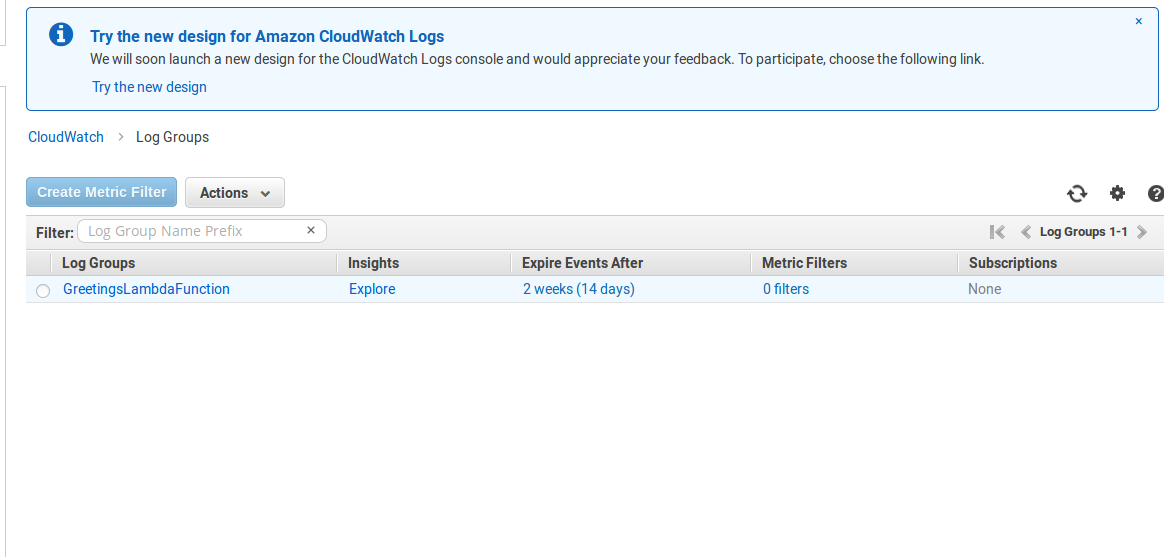 Try the new design for Amazon CloudWatch Logs
×
We will soon launch a new design for the CloudWatch Logs console and would appreciate your feedback. To participate, choose the following link.
Try the new design
CloudWatch > Log Groups
Create Metric Filter Actions
Filter: Log Group Name Prefix × Log Groups 1-1
Log Groups Insights Expire Events After Metric Filters Subscriptions
GreetingsLambdaFunction Explore 2 weeks (14 days) 0 filters None